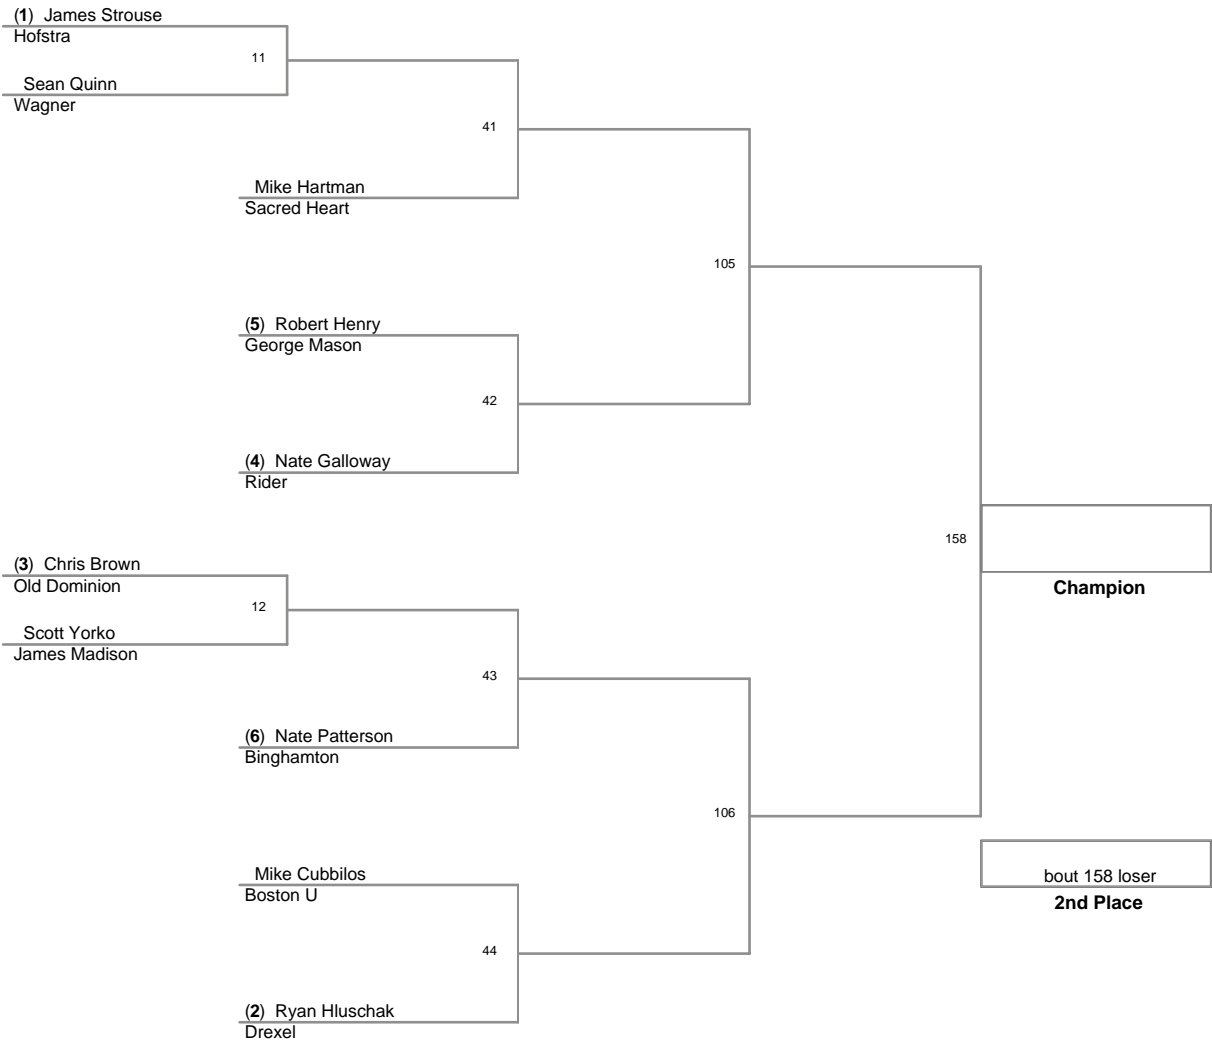 (1) James Strouse
Hofstra
11
Sean Quinn
Wagner
41
Mike Hartman
Sacred Heart
105
(5) Robert Henry
George Mason
42
(4) Nate Galloway
Rider
158
Champion
(3) Chris Brown
Old Dominion
12
Scott Yorko
James Madison
43
(6) Nate Patterson
Binghamton
106
Mike Cubbilos
Boston U
bout 158 loser
2nd Place
44
(2) Ryan Hluschak
Drexel